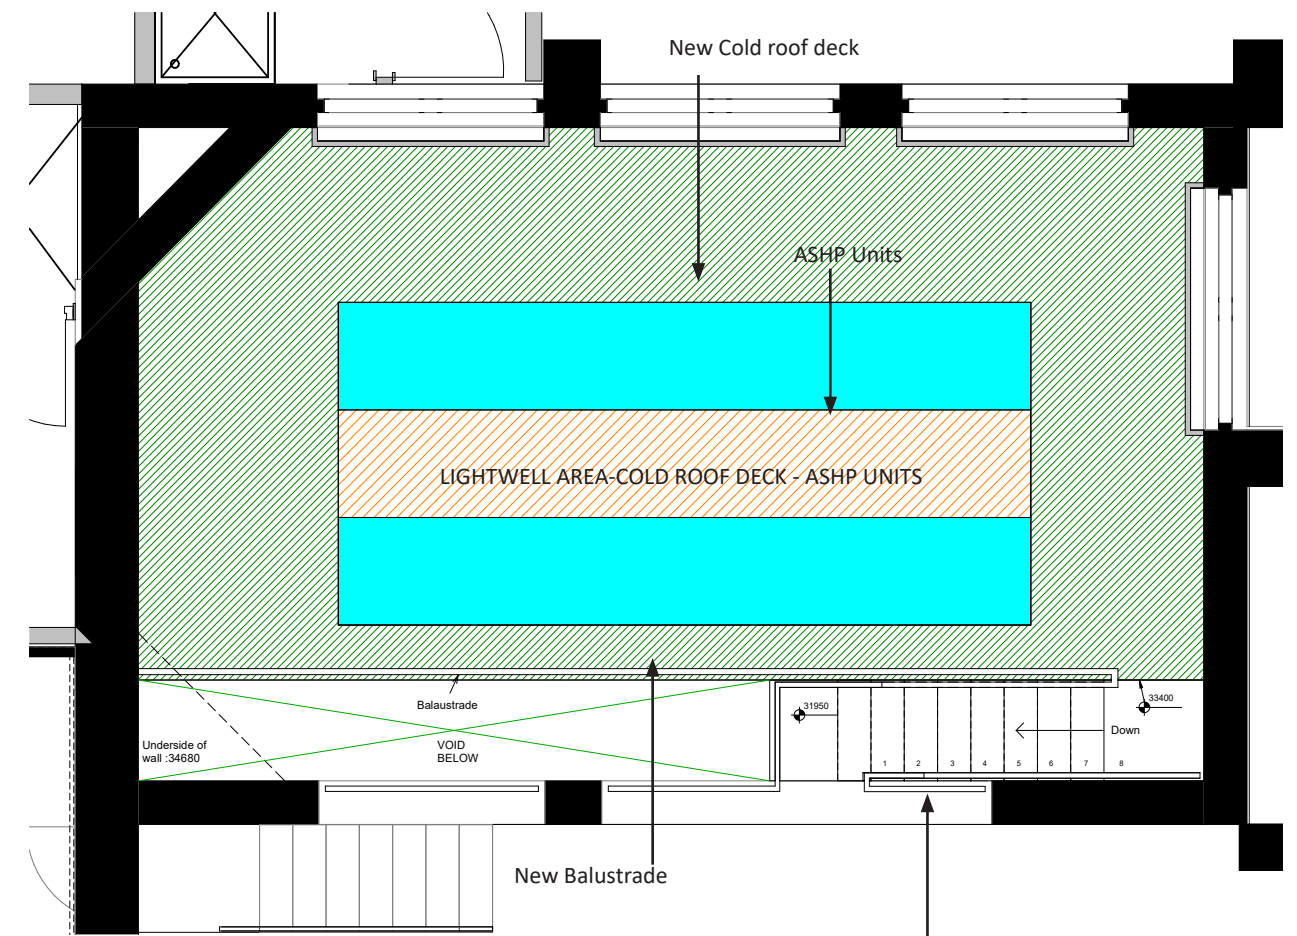 New Cold roof deck
ASHP Units
LIGHTWELL AREA-COLD ROOF DECK - ASHP UNITS
Balaustrade
31950
33400
Down
Underside of
wall :34680
VOID
BELOW
1 2 3 4 5 6 7 8
New Balustrade